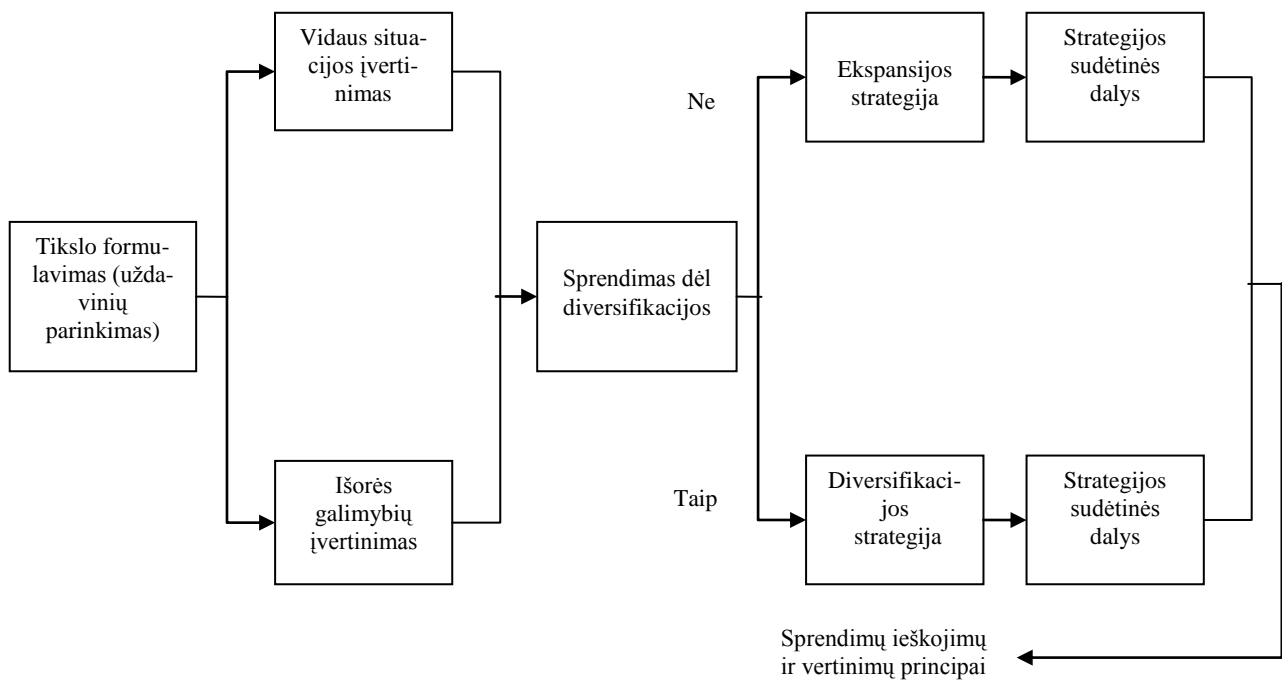 Vidaus situa-
cijos įverti-
nimas
Ne
Ekspansijos
strategija
Strategijos
sudėtinės
dalys
Tikslo formu-
lavimas (užda-
vinių
parinkimas)
Sprendimas dėl
diversifikacijos
Išorės
galimybių
įvertinimas
Taip
Diversifikaci-
jos
strategija
Strategijos
sudėtinės
dalys
Sprendimų ieškojimų
ir vertinimų principai